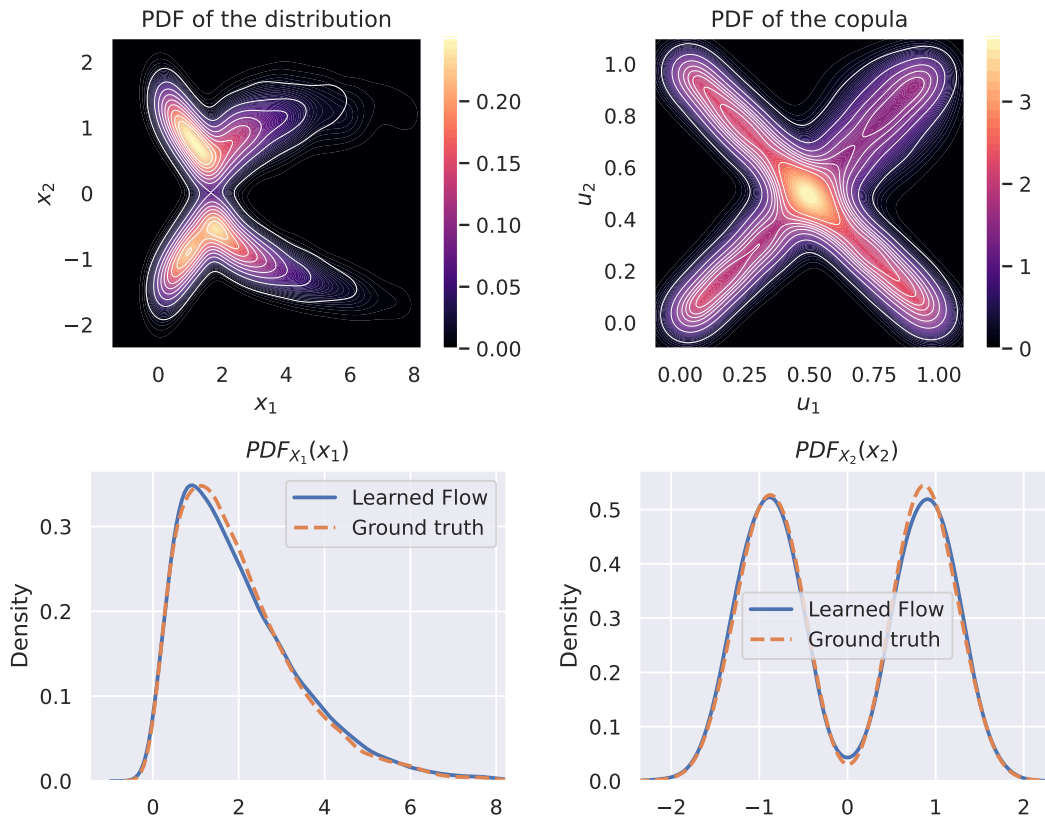 PDF of the distribution
PDF of the copula
2
1
0
−1
−2
x₂
0 2 4 6 8
x₁
0.20
0.15
0.10
0.05
0.00
1.0
0.8
0.6
0.4
0.2
0.0
u₂
0.00 0.25 0.50 0.75 1.00
u₁
3
2
1
0
PDF_{X₁}(x₁)
Density
0.3
0.2
0.1
0.0
Learned Flow
Ground truth
0 2 4 6 8
PDF_{X₂}(x₂)
Density
0.5
0.4
0.3
0.2
0.1
0.0
Learned Flow
Ground truth
−2 −1 0 1 2